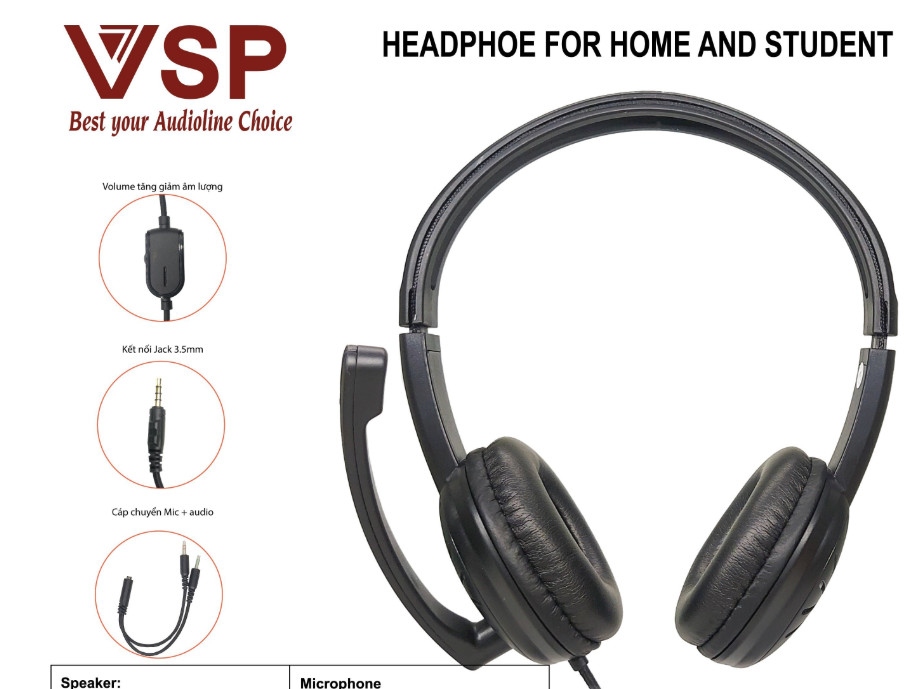 VSP
Best your Audioline Choice
HEADPHOE FOR HOME AND STUDENT
Volume tăng giảm âm lượng
Kết nối Jack 3.5mm
Cáp chuyển Mic + audio
Speaker:
Microphone